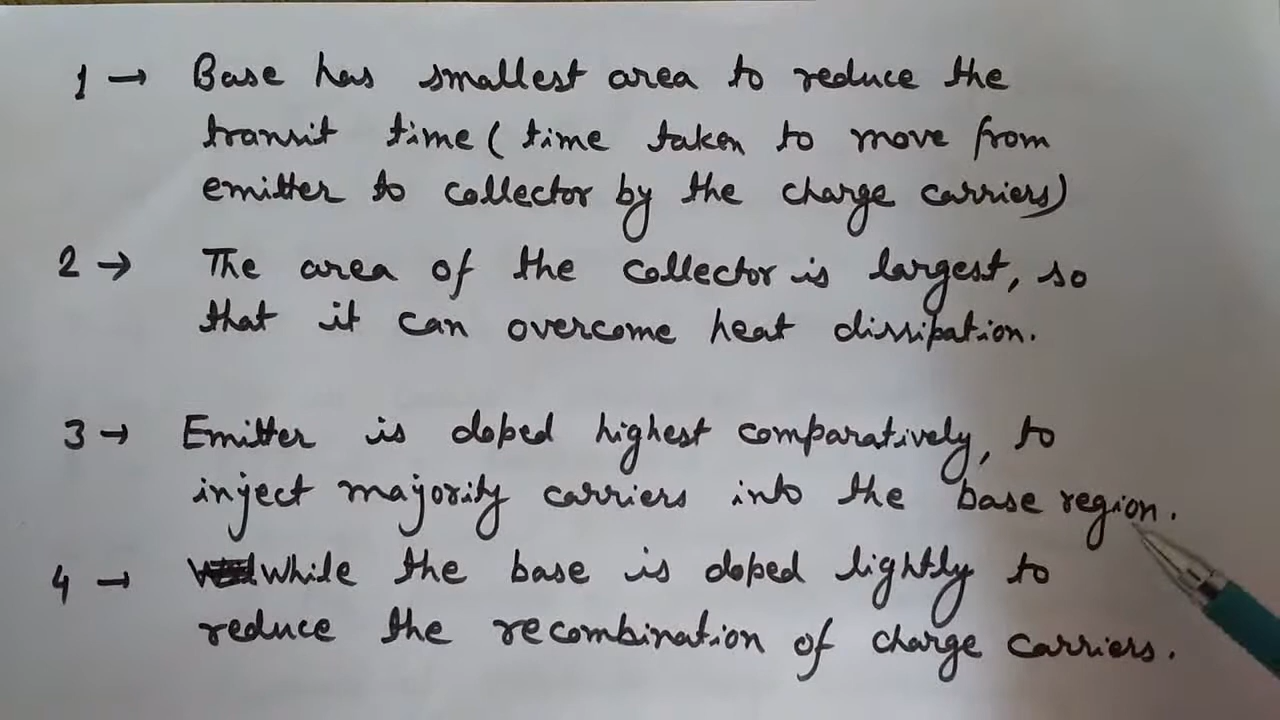 1 → Base has smallest area to reduce the
transit time ( time taken to move from
emitter to collector by the charge carriers)
2 → The area of the collector is largest, so
that it can overcome heat dissipation.
3 → Emitter is doped highest comparatively, to
inject majority carriers into the base region.
4 → While the base is doped lightly to
reduce the recombination of charge carriers.